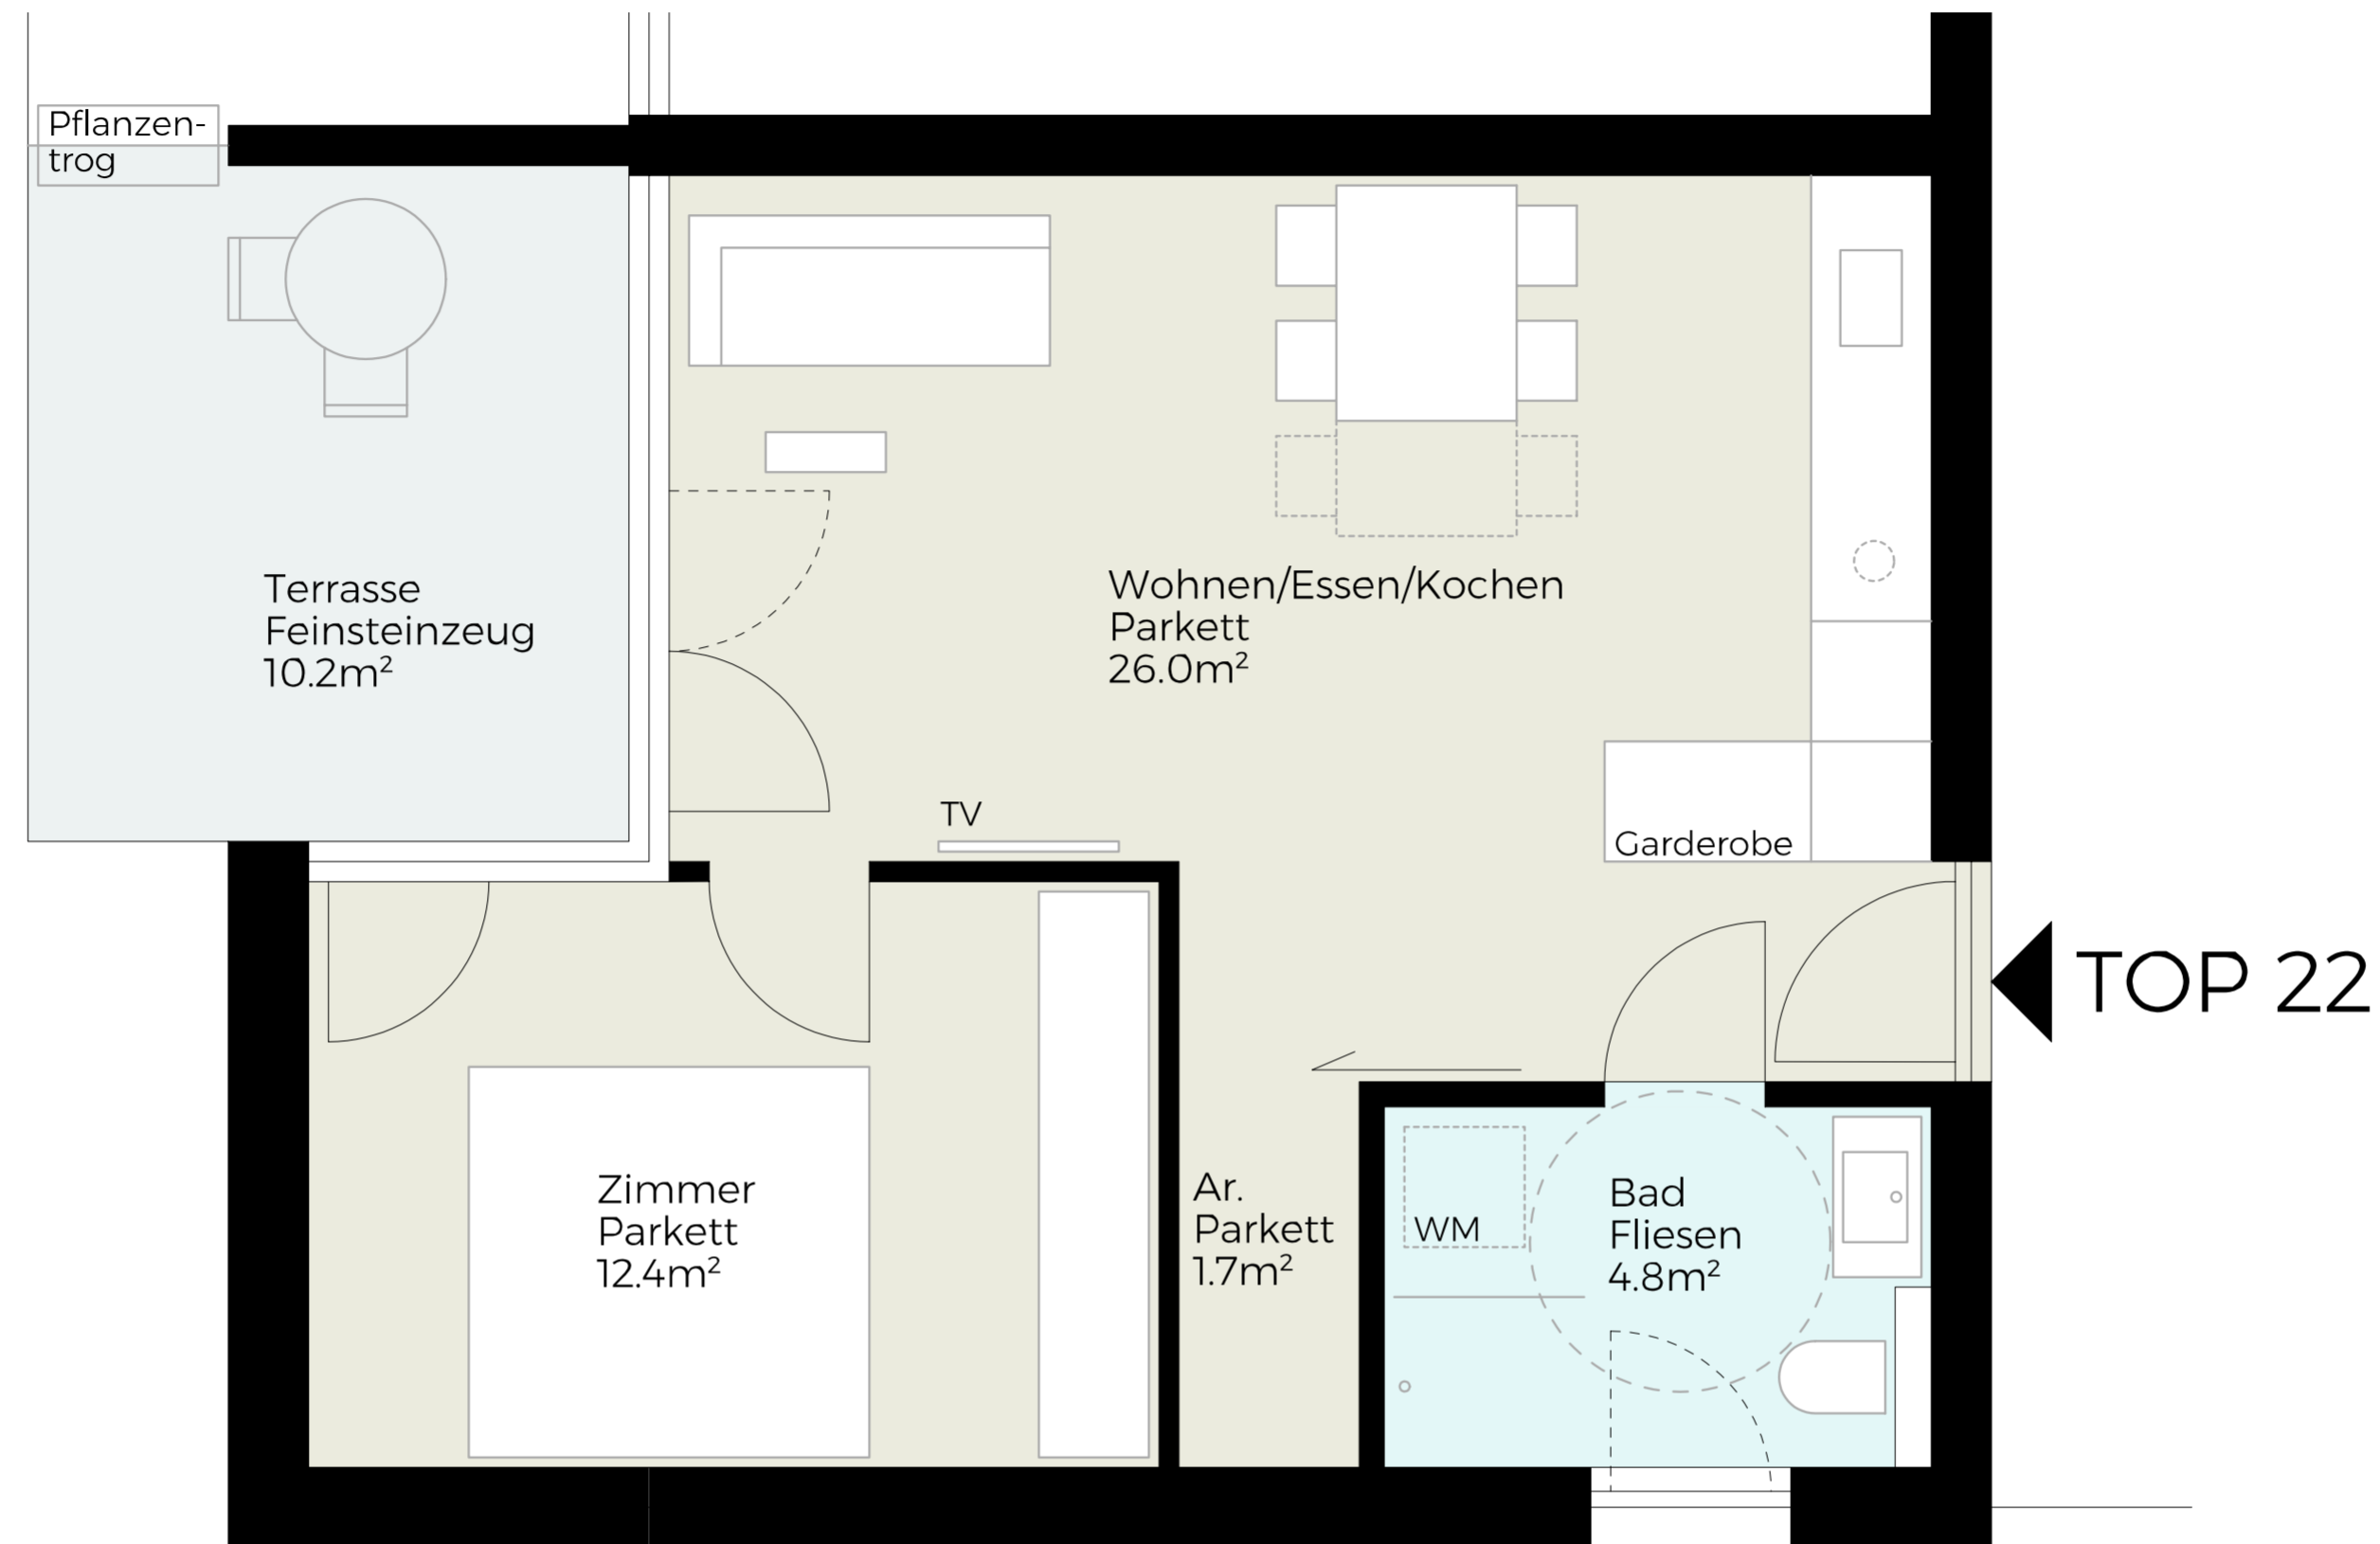 Pflanzen-
trog
Terrasse
Feinsteinzeug
10.2m²
Wohnen/Essen/Kochen
Parkett
26.0m²
TV
Garderobe
TOP 22
Zimmer
Parkett
12.4m²
Ar.
Parkett
1.7m²
WM
Bad
Fliesen
4.8m²